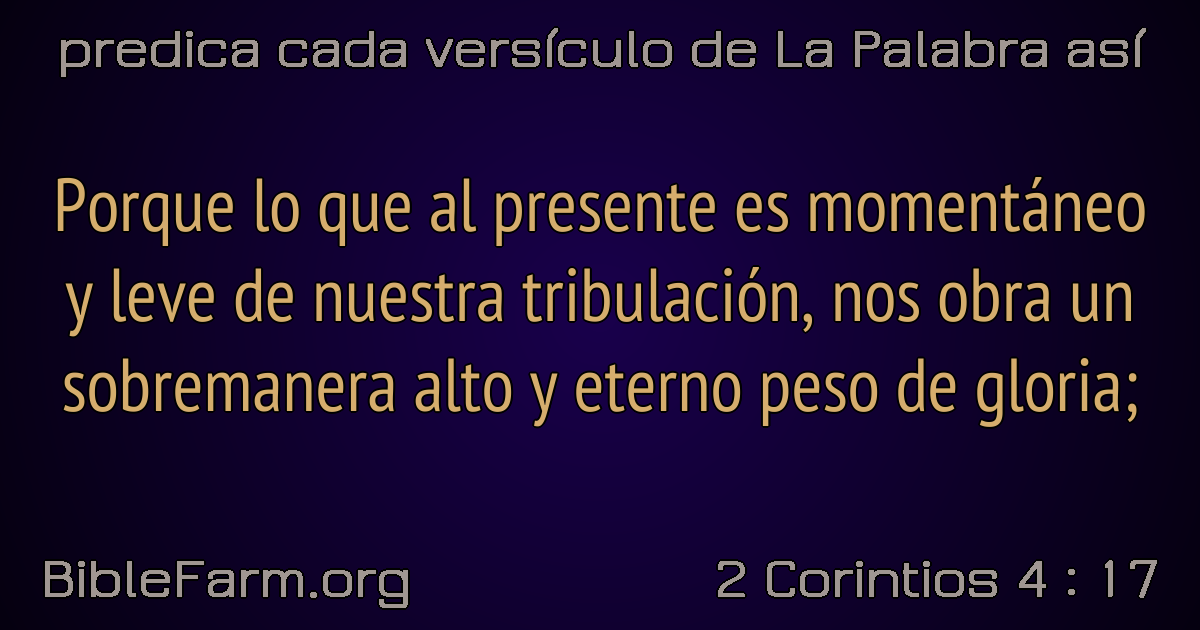 predica cada versículo de La Palabra así
Porque lo que al presente es momentáneo
y leve de nuestra tribulación, nos obra un
sobremanera alto y eterno peso de gloria;
BibleFarm.org
2 Corintios 4 : 17